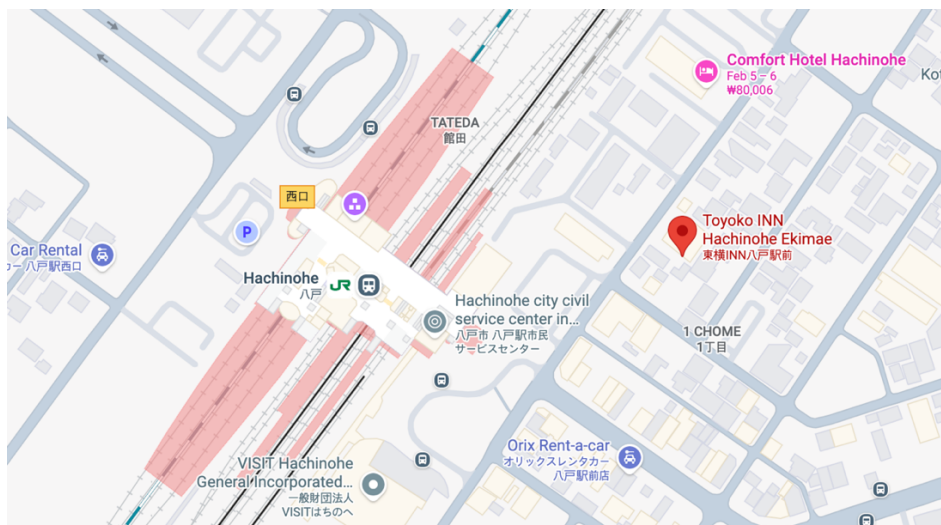 Comfort Hotel Hachinohe
Feb 5 – 6
₩80,006
TATEDA
館田
西口
P
Toyoko INN
Hachinohe Ekimae
東横INN八戸駅前
Car Rental
カー 八戸駅西口
Hachinohe
八戸
JR
Hachinohe city civil
service center in...
八戸市 八戸駅市民
サービスセンター
1 CHOME
1丁目
Orix Rent-a-car
オリックスレンタカー
八戸駅前店
VISIT Hachinohe
General Incorporated...
一般財団法人
VISITはちのへ